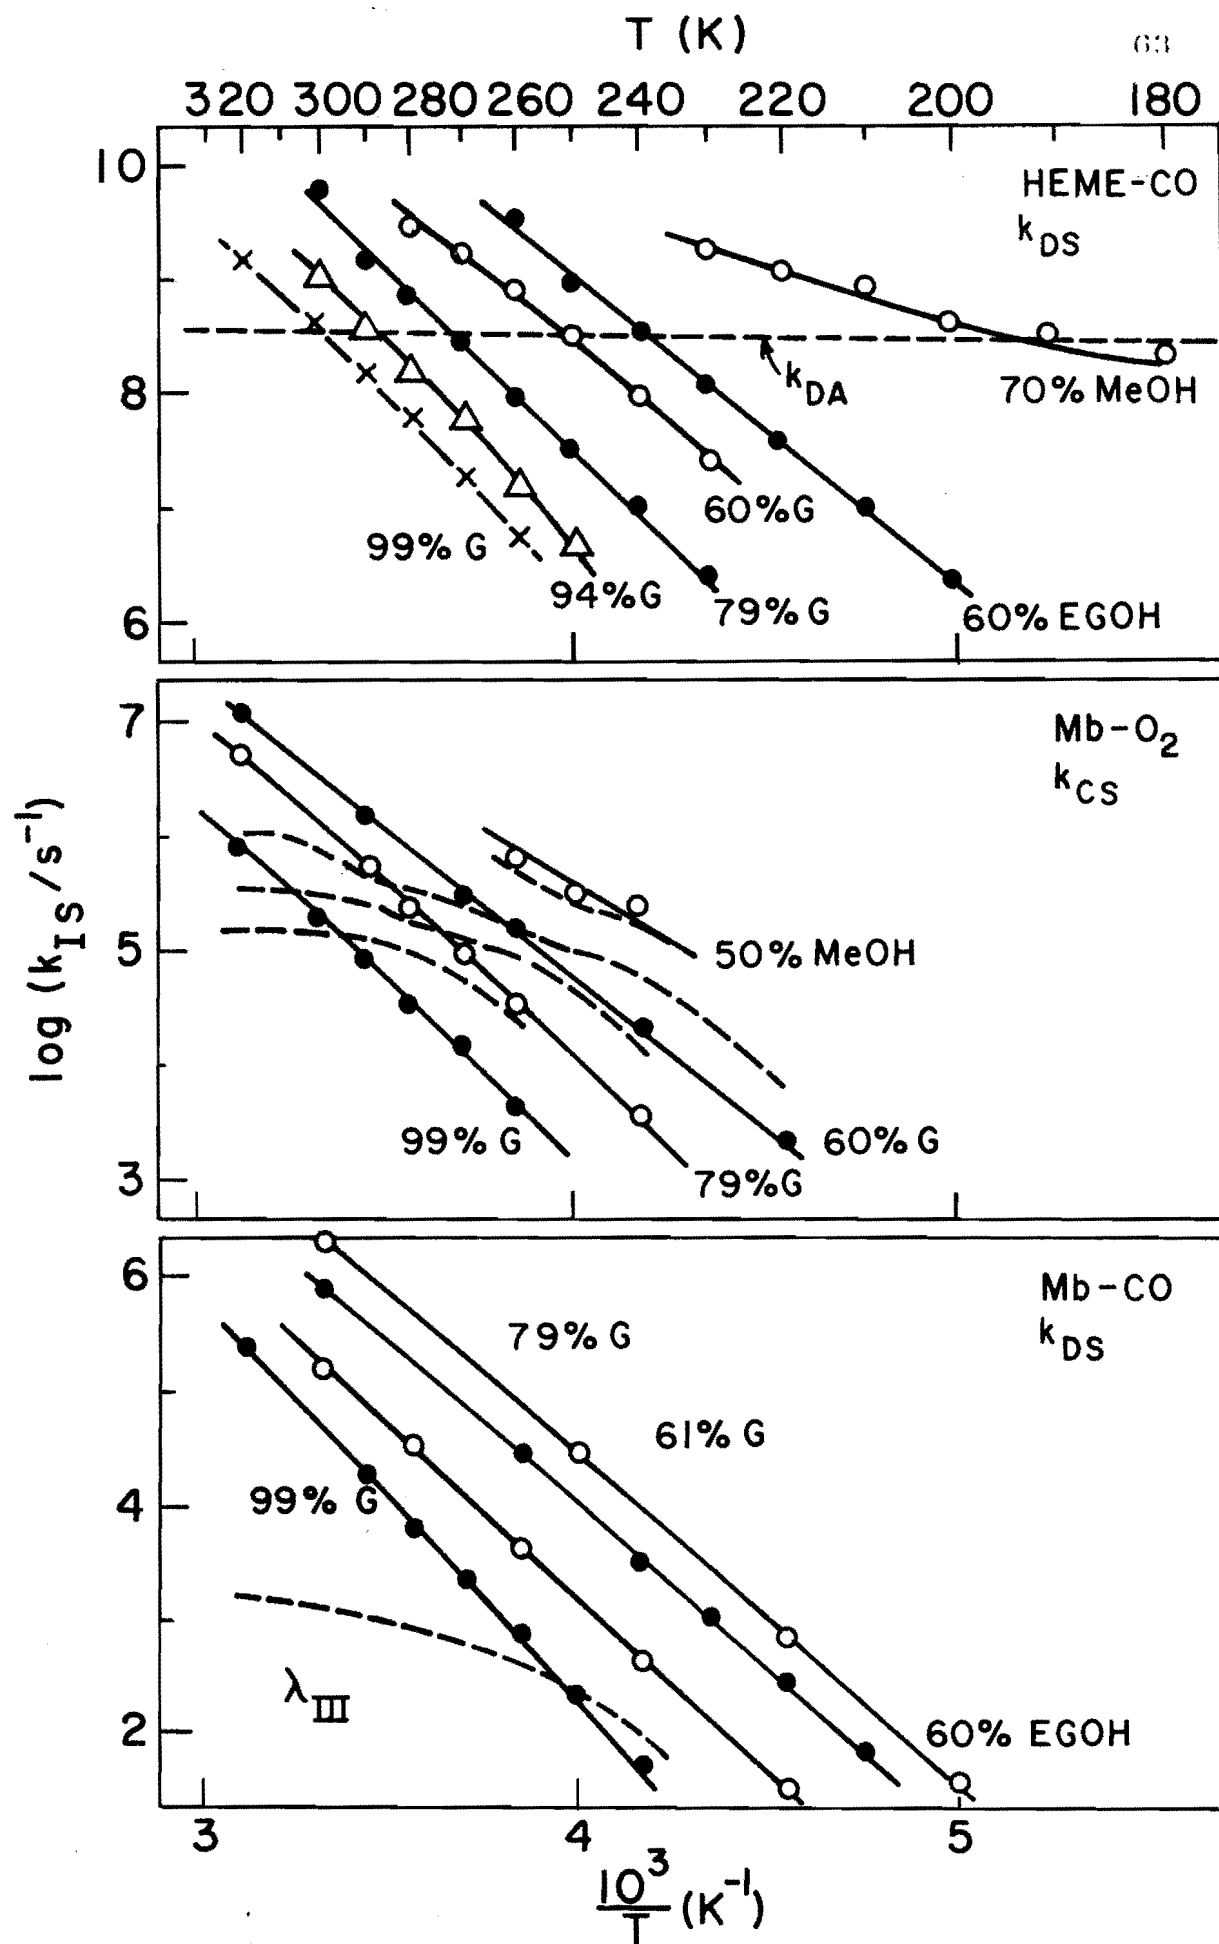 T (K)
63
320 300 280 260 240 220 200 180
10
8
6
HEME-CO
k_DS
k_DA
70% MeOH
60%G
99% G
94%G
79% G
60% EGOH
log (k_IS/s⁻¹)
7
5
3
Mb-O₂
k_CS
50% MeOH
99% G
79%G
60% G
6
4
2
Mb-CO
k_DS
79% G
61% G
99% G
λ_III
60% EGOH
3 4 5
10³/T (K⁻¹)